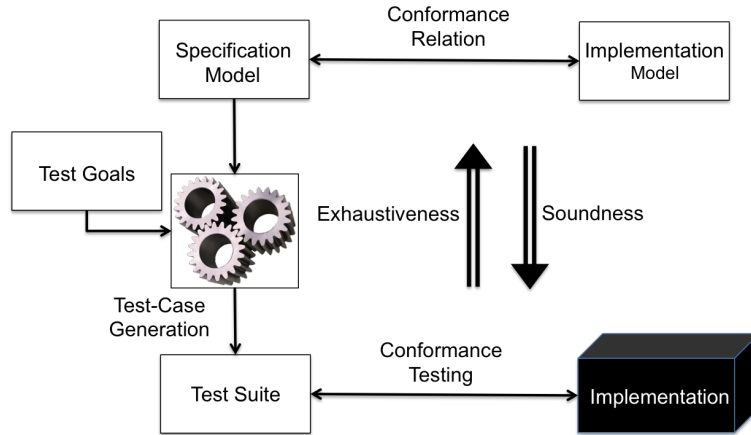 Conformance
Relation
Specification
Model
Implementation
Model
Test Goals
Exhaustiveness
Soundness
Test-Case
Generation
Conformance
Testing
Test Suite
Implementation